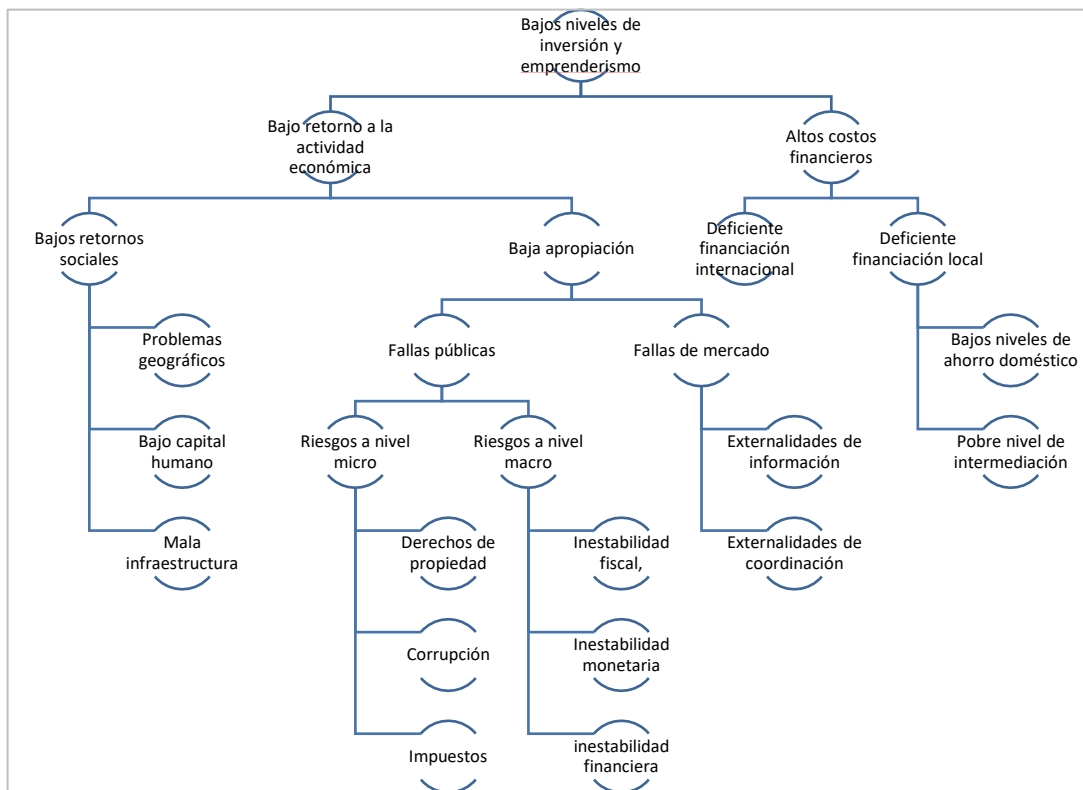 Bajos niveles de
inversión y
emprenderismo
Bajo retorno a la
actividad
económica
Altos costos
financieros
Bajos retornos
sociales
Baja apropiación
Deficiente
financiación
internacional
Deficiente
financiación local
Problemas
geográficos
Fallas públicas
Fallas de mercado
Bajos niveles de
ahorro doméstico
Bajo capital
humano
Riesgos a nivel
micro
Riesgos a nivel
macro
Externalidades de
información
Pobre nivel de
intermediación
Mala
infraestructura
Derechos de
propiedad
Inestabilidad
fiscal,
Externalidades de
coordinación
Corrupción
Inestabilidad
monetaria
Impuestos
inestabilidad
financiera